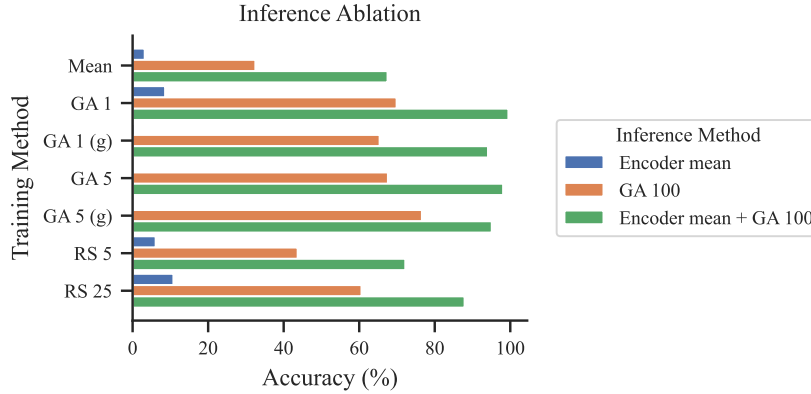 Inference Ablation
Training Method
Mean
GA 1
GA 1 (g)
GA 5
GA 5 (g)
RS 5
RS 25
0 20 40 60 80 100
Accuracy (%)
Inference Method
Encoder mean
GA 100
Encoder mean + GA 100